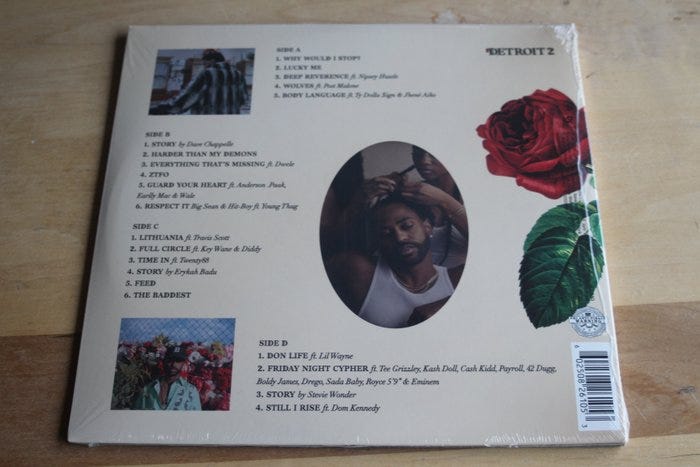 DETROIT 2
SIDE A
1. WHY WOULD I STOP?
2. LUCKY ME
3. DEEP REVERENCE ft. Nipsey Hussle
4. WOLVES ft. Post Malone
5. BODY LANGUAGE ft. Ty Dolla $ign & Jhené Aiko
SIDE B
1. STORY by Dave Chappelle
2. HARDER THAN MY DEMONS
3. EVERYTHING THAT'S MISSING ft. Dwele
4. ZTFO
5. GUARD YOUR HEART ft. Anderson .Paak,
Earlly Mac & Wale
6. RESPECT IT Big Sean & Hit-Boy ft. Young Thug
SIDE C
1. LITHUANIA ft. Travis Scott
2. FULL CIRCLE ft. Key Wane & Diddy
3. TIME IN ft. Twenty88
4. STORY by Erykah Badu
5. FEED
6. THE BADDEST
SIDE D
1. DON LIFE ft. Lil Wayne
2. FRIDAY NIGHT CYPHER ft. Tee Grizzley, Kash Doll, Cash Kidd, Payroll, 42 Dugg,
Boldy James, Drego, Sada Baby, Royce 5'9" & Eminem
3. STORY by Stevie Wonder
4. STILL I RISE ft. Dom Kennedy
6 02508 26105 3